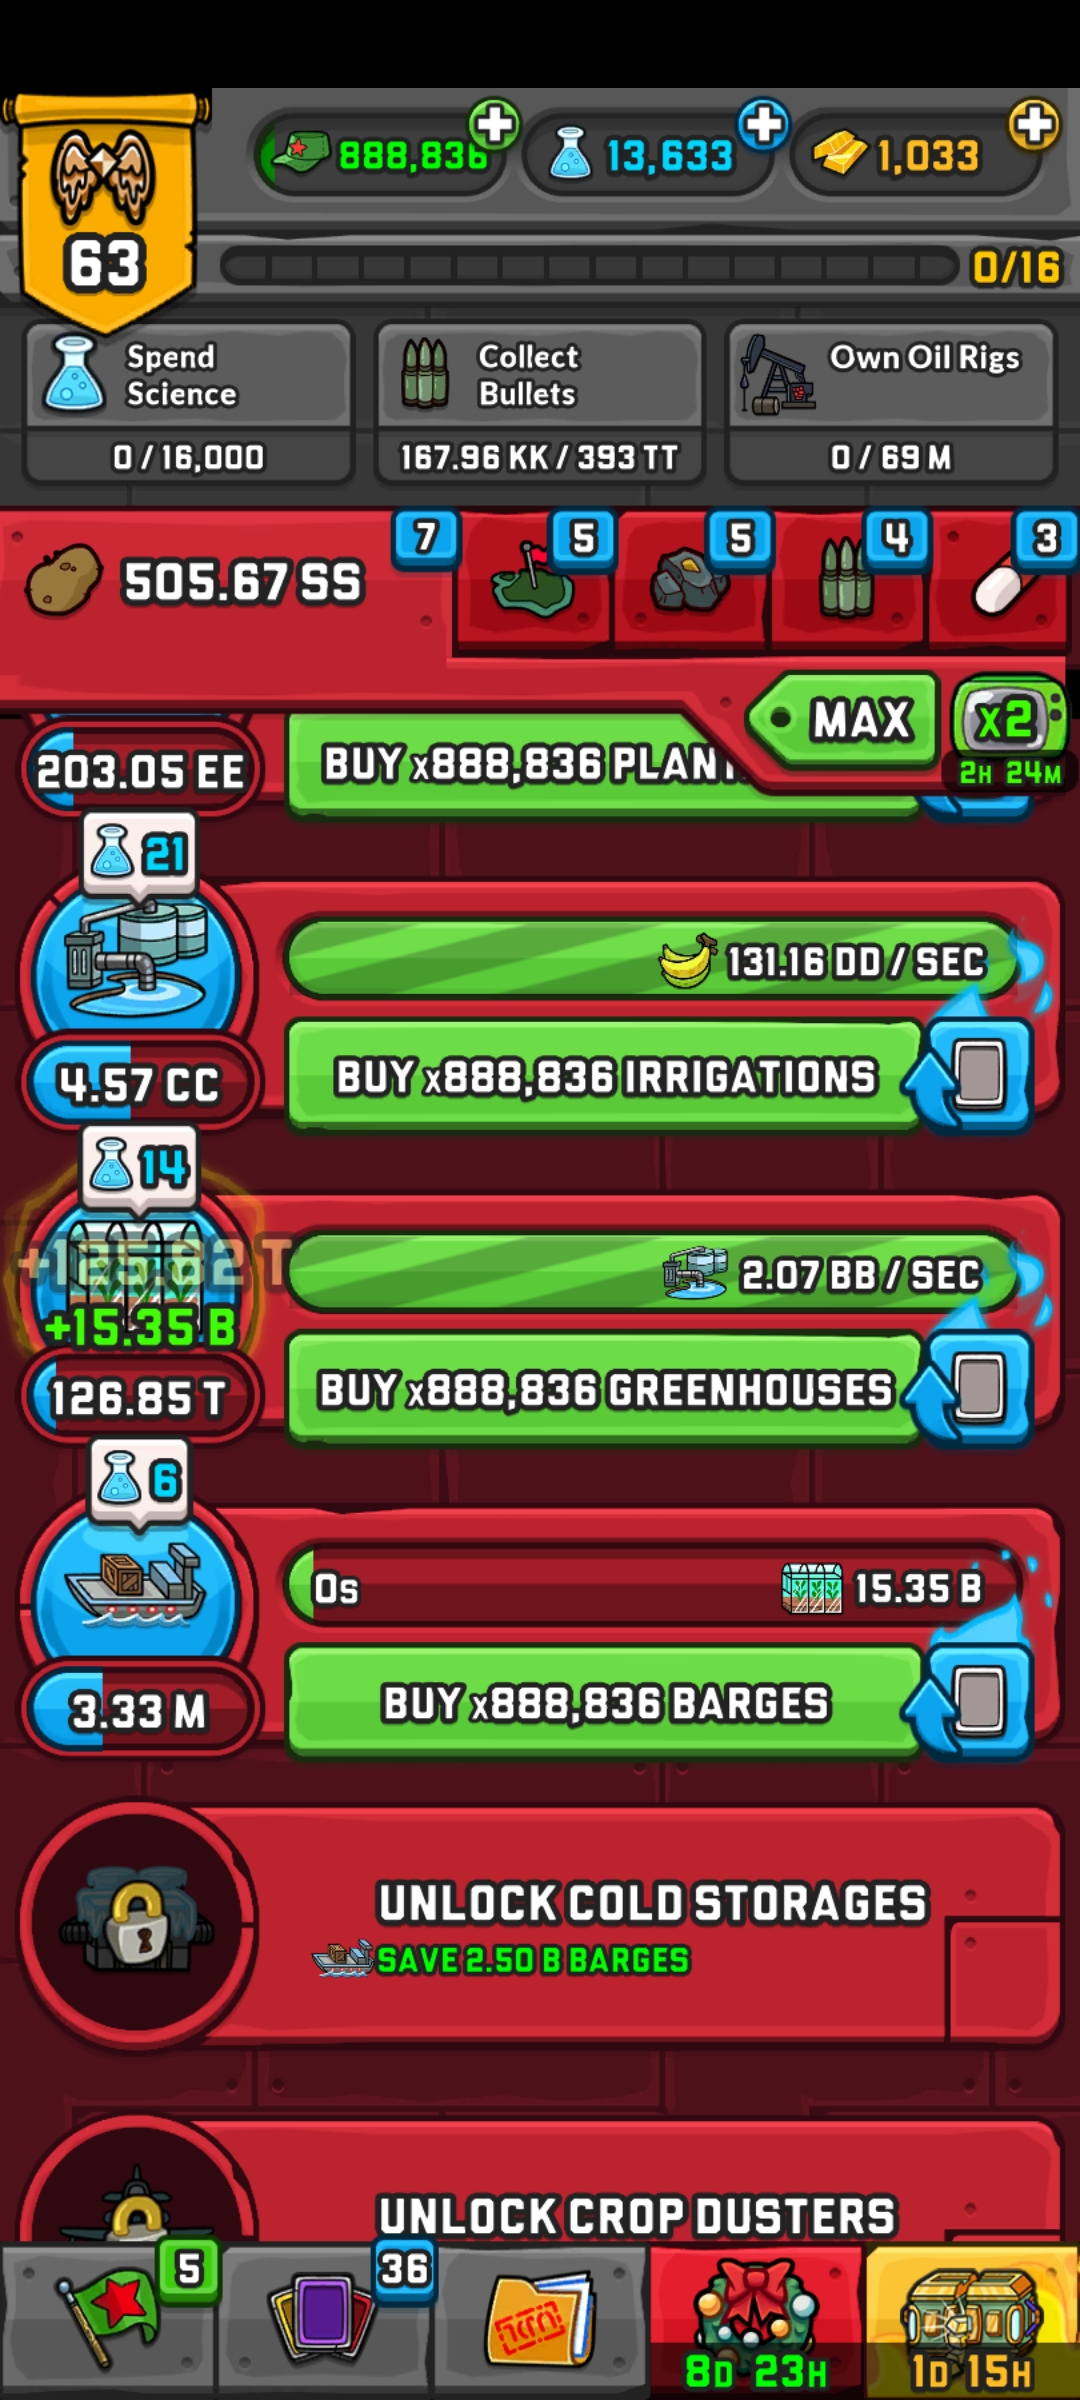 888,836
13,633
1,033
63
0/16
Spend
Science
0 / 16,000
Collect
Bullets
167.96 KK / 393 TT
Own Oil Rigs
0 / 69 M
505.67 SS
7
5
5
4
3
MAX
x2
2H 24M
203.05 EE
BUY x888,836 PLANT
21
131.16 DD / SEC
4.57 CC
BUY x888,836 IRRIGATIONS
14
+125.82 T
+15.35 B
2.07 BB / SEC
126.85 T
BUY x888,836 GREENHOUSES
6
0s
15.35 B
3.33 M
BUY x888,836 BARGES
UNLOCK COLD STORAGES
SAVE 2.50 B BARGES
UNLOCK CROP DUSTERS
5
36
8D 23H
1D 15H